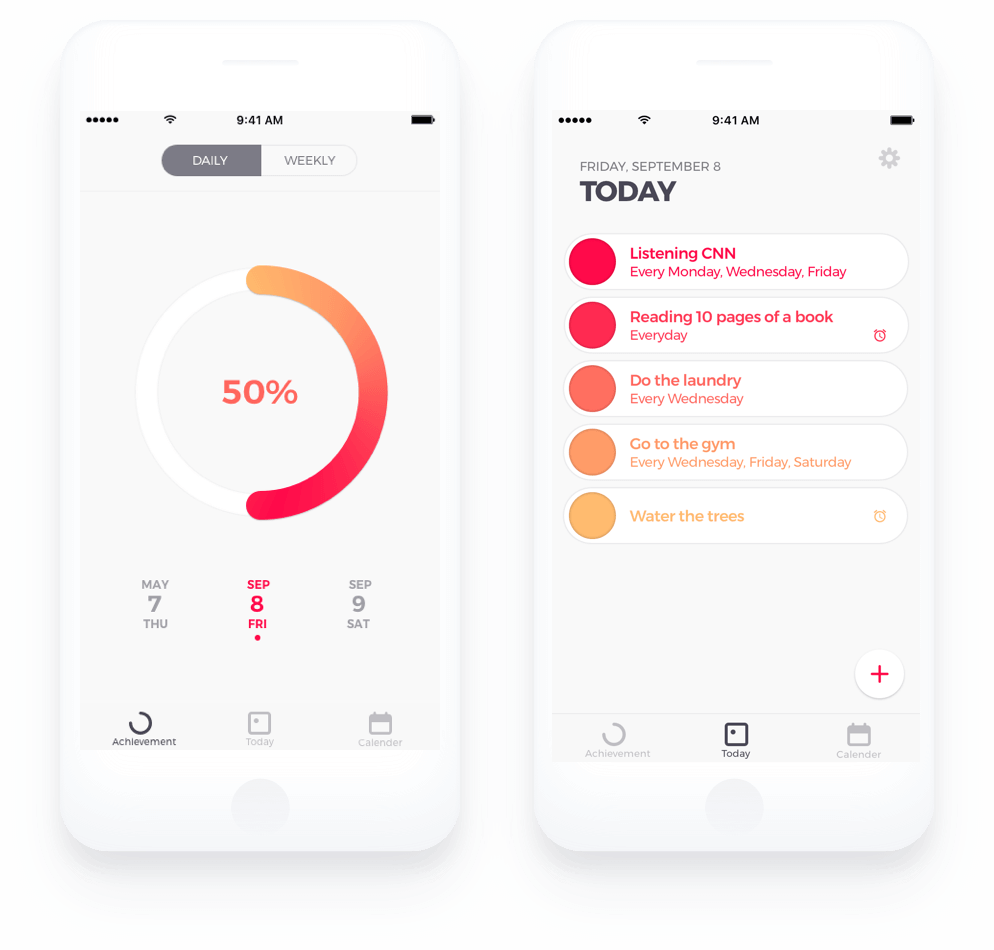 9:41 AM
DAILY
WEEKLY
50%
MAY
7
THU
SEP
8
FRI
SEP
9
SAT
Achievement
Today
Calender
9:41 AM
FRIDAY, SEPTEMBER 8
TODAY
Listening CNN
Every Monday, Wednesday, Friday
Reading 10 pages of a book
Everyday
Do the laundry
Every Wednesday
Go to the gym
Every Wednesday, Friday, Saturday
Water the trees
Achievement
Today
Calender